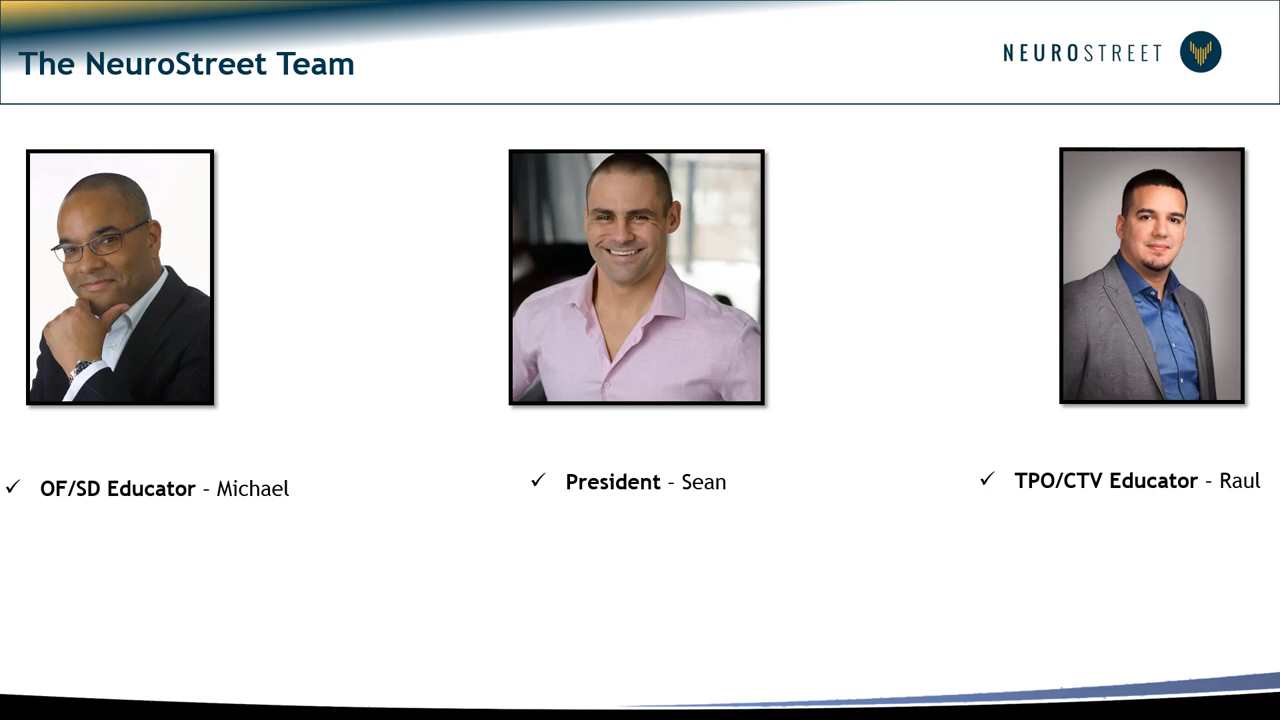 The NeuroStreet Team
NEUROSTREET
✓ OF/SD Educator - Michael
✓ President - Sean
✓ TPO/CTV Educator - Raul